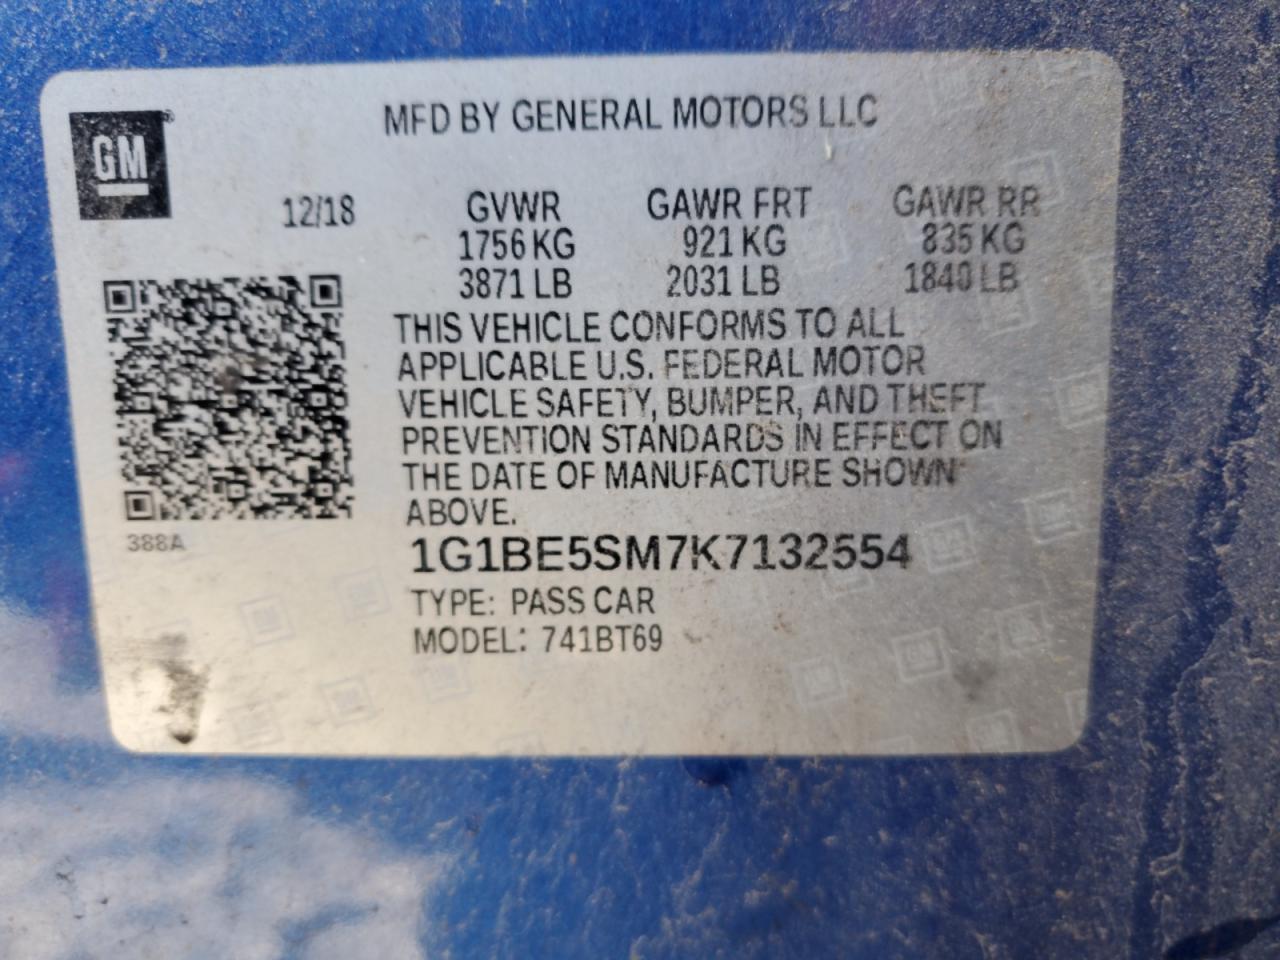 MFD BY GENERAL MOTORS LLC
GM
12/18 GVWR GAWR FRT GAWR RR
1756 KG 921 KG 835 KG
3871 LB 2031 LB 1840 LB
THIS VEHICLE CONFORMS TO ALL
APPLICABLE U.S. FEDERAL MOTOR
VEHICLE SAFETY, BUMPER, AND THEFT
PREVENTION STANDARDS IN EFFECT ON
THE DATE OF MANUFACTURE SHOWN
ABOVE.
388A
1G1BE5SM7K7132554
TYPE: PASS CAR
MODEL: 741BT69